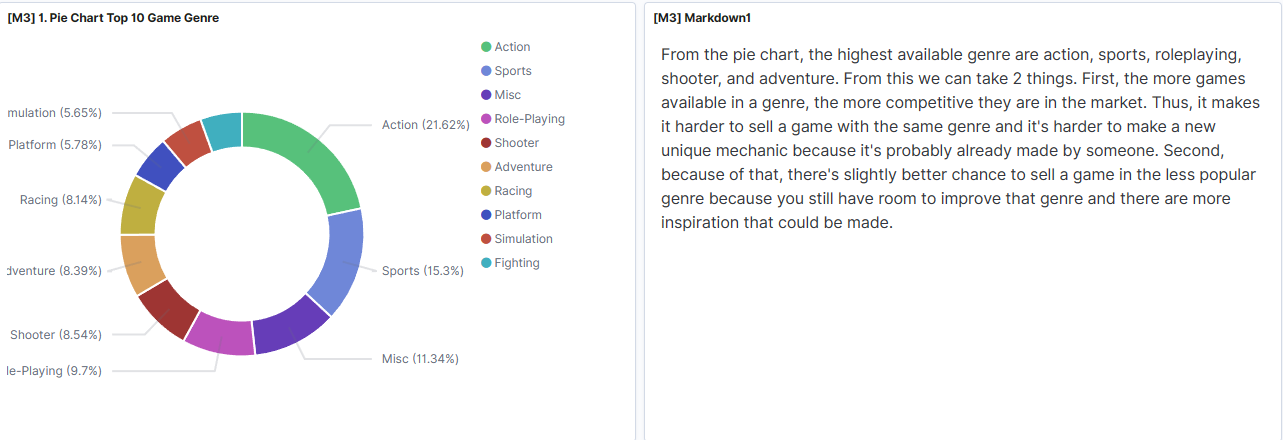 [M3] 1. Pie Chart Top 10 Game Genre
Action
Sports
Misc
Role-Playing
Shooter
Adventure
Racing
Platform
Simulation
Fighting
mulation (5.65%)
Platform (5.78%)
Racing (8.14%)
dventure (8.39%)
Shooter (8.54%)
le-Playing (9.7%)
Action (21.62%)
Sports (15.3%)
Misc (11.34%)
[M3] Markdown1
From the pie chart, the highest available genre are action, sports, roleplaying,
shooter, and adventure. From this we can take 2 things. First, the more games
available in a genre, the more competitive they are in the market. Thus, it makes
it harder to sell a game with the same genre and it's harder to make a new
unique mechanic because it's probably already made by someone. Second,
because of that, there's slightly better chance to sell a game in the less popular
genre because you still have room to improve that genre and there are more
inspiration that could be made.